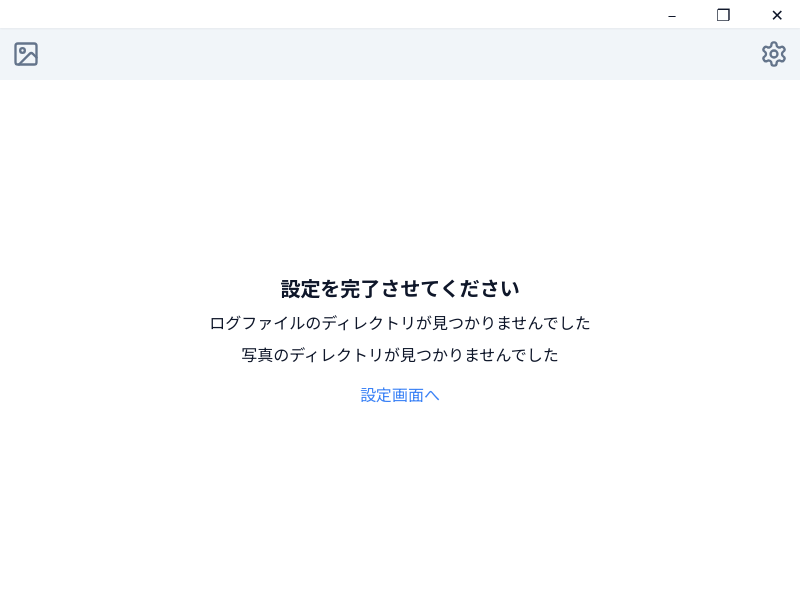 設定を完了させてください
ログファイルのディレクトリが見つかりませんでした
写真のディレクトリが見つかりませんでした
設定画面へ